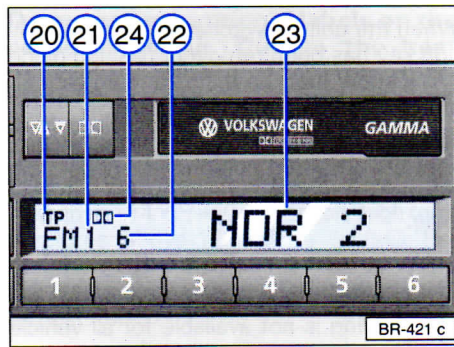 20 21 24 22 23
VOLKSWAGEN GAMMA
TP
FM1 6 NDR 2
1 2 3 4 5 6
BR-421 c